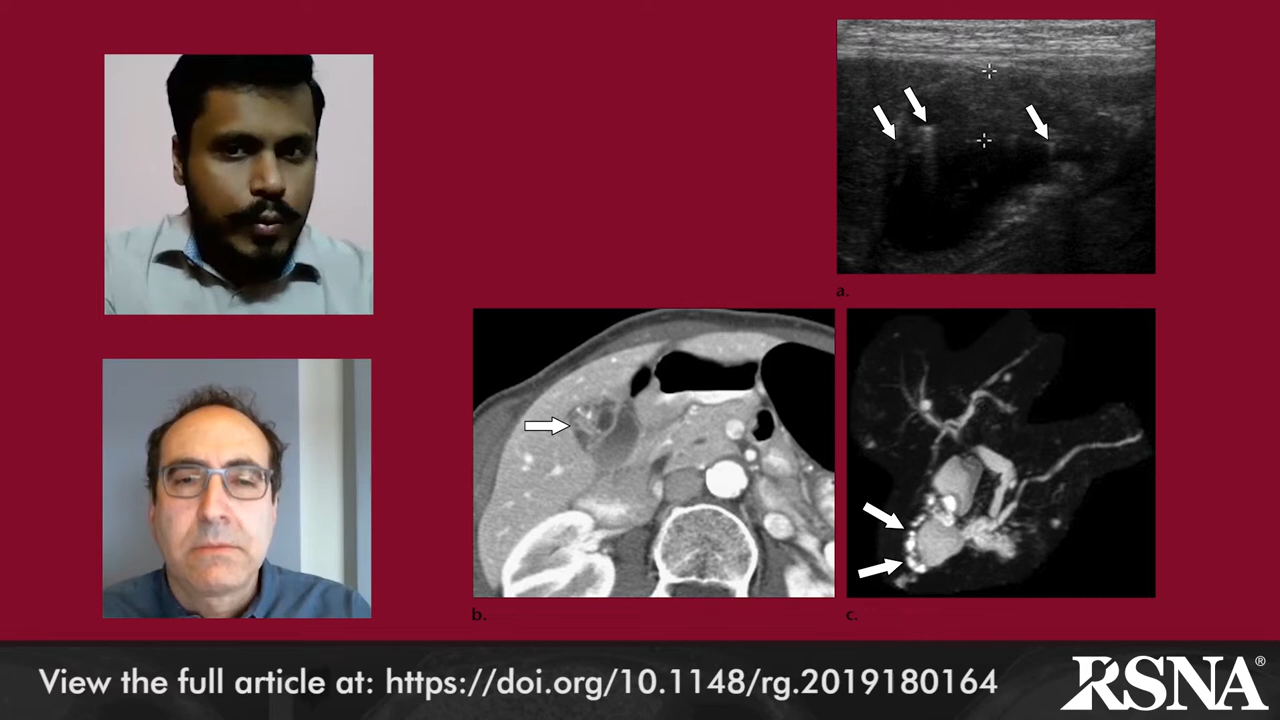 a.
b.
c.
View the full article at: https://doi.org/10.1148/rg.2019180164
RSNA®